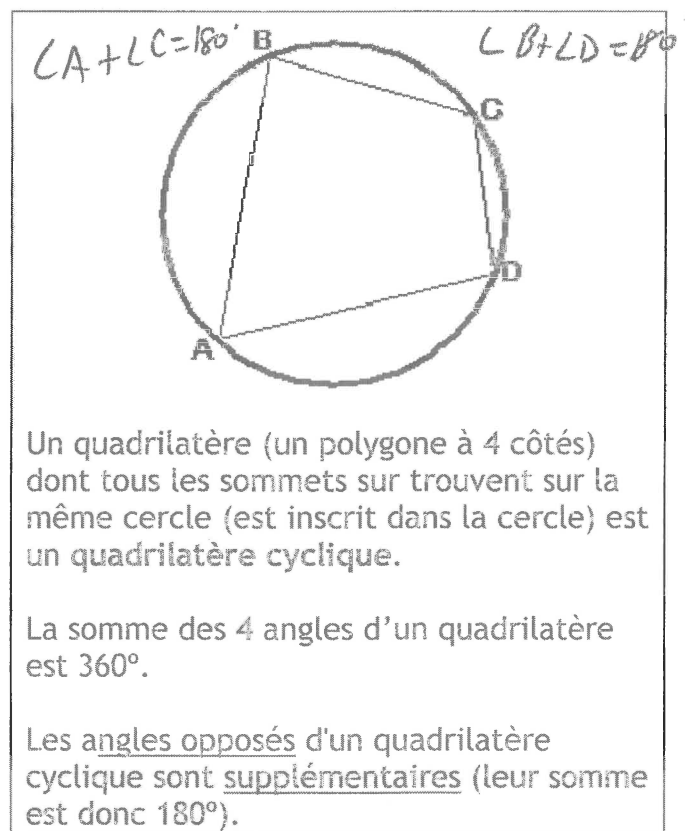 ∠A+∠C=180°
∠B+∠D=180
B
C
D
A
Un quadrilatère (un polygone à 4 côtés)
dont tous les sommets sur trouvent sur la
même cercle (est inscrit dans la cercle) est
un quadrilatère cyclique.
La somme des 4 angles d'un quadrilatère
est 360º.
Les angles opposés d'un quadrilatère
cyclique sont supplémentaires (leur somme
est donc 180º).